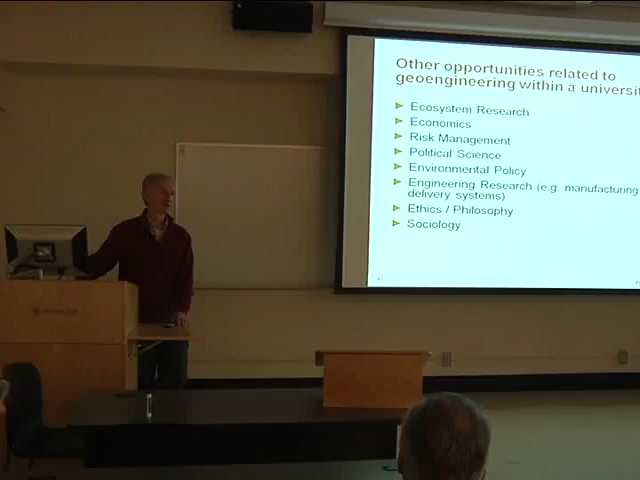 Other opportunities related to
geoengineering within a universit
Ecosystem Research
Economics
Risk Management
Political Science
Environmental Policy
Engineering Research (e.g. manufacturing
delivery systems)
Ethics / Philosophy
Sociology